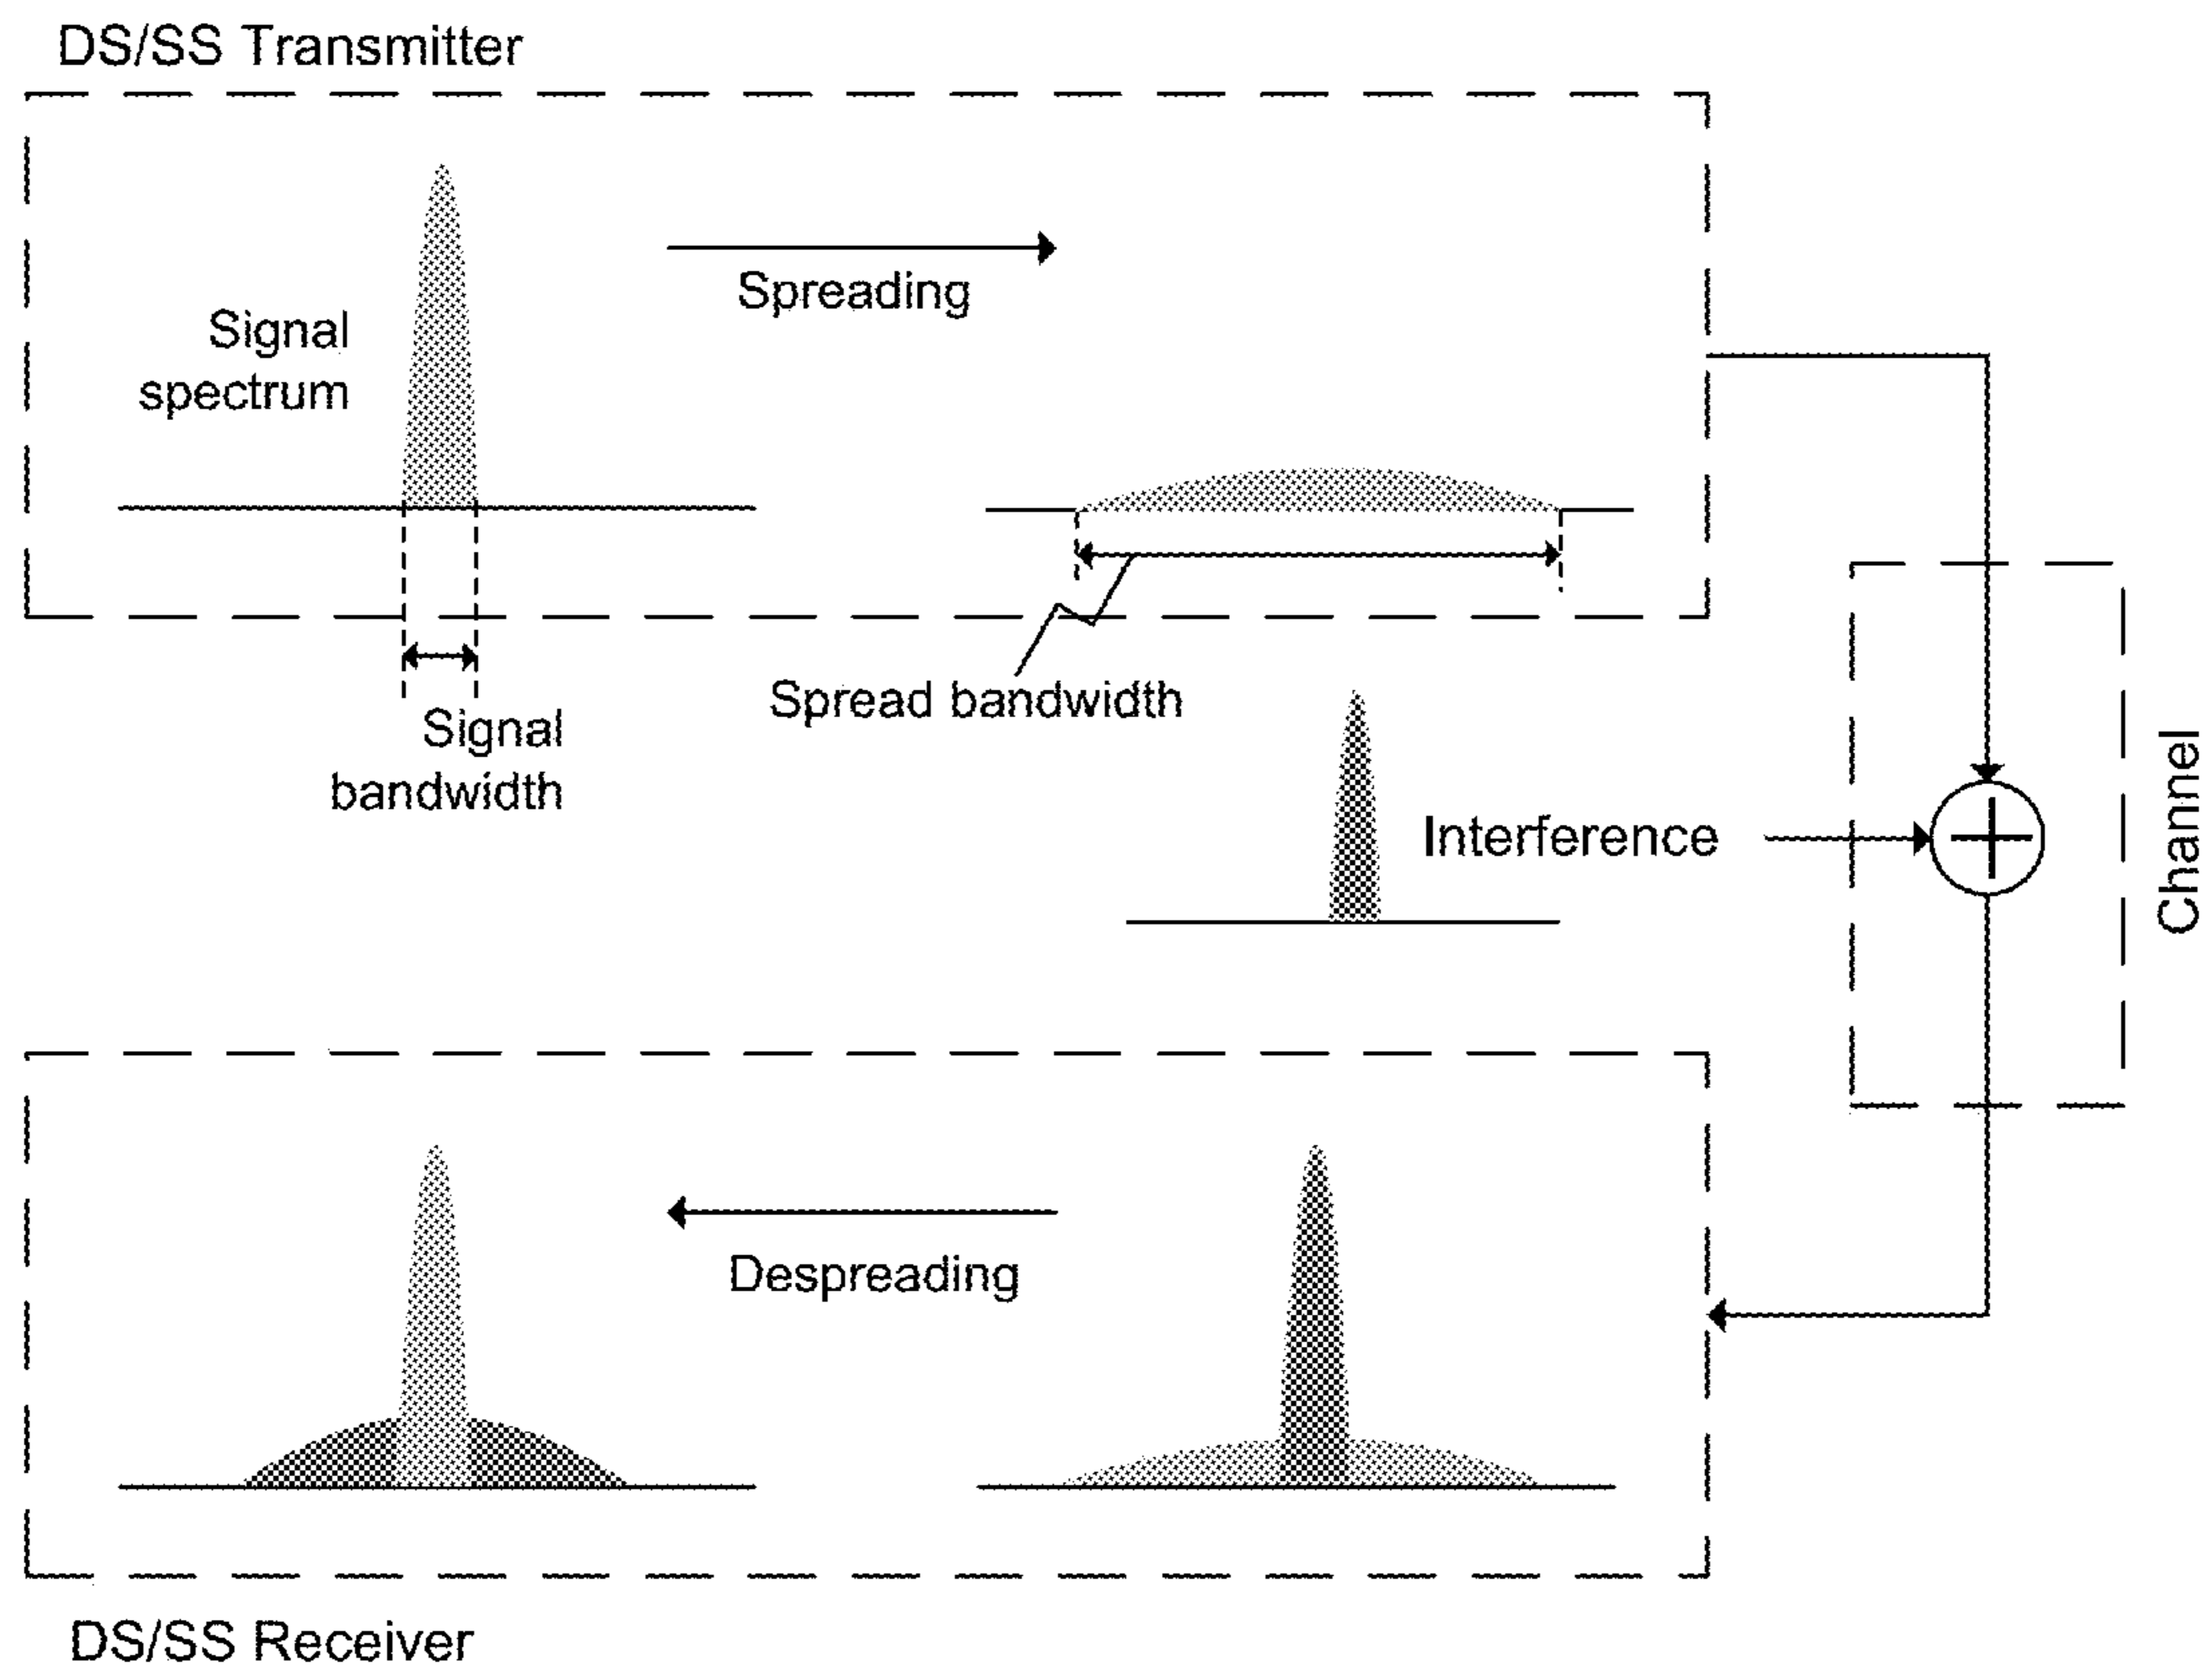 DS/SS Transmitter
Spreading
Signal
spectrum
Spread bandwidth
Signal
bandwidth
Interference
Channel
Despreading
DS/SS Receiver